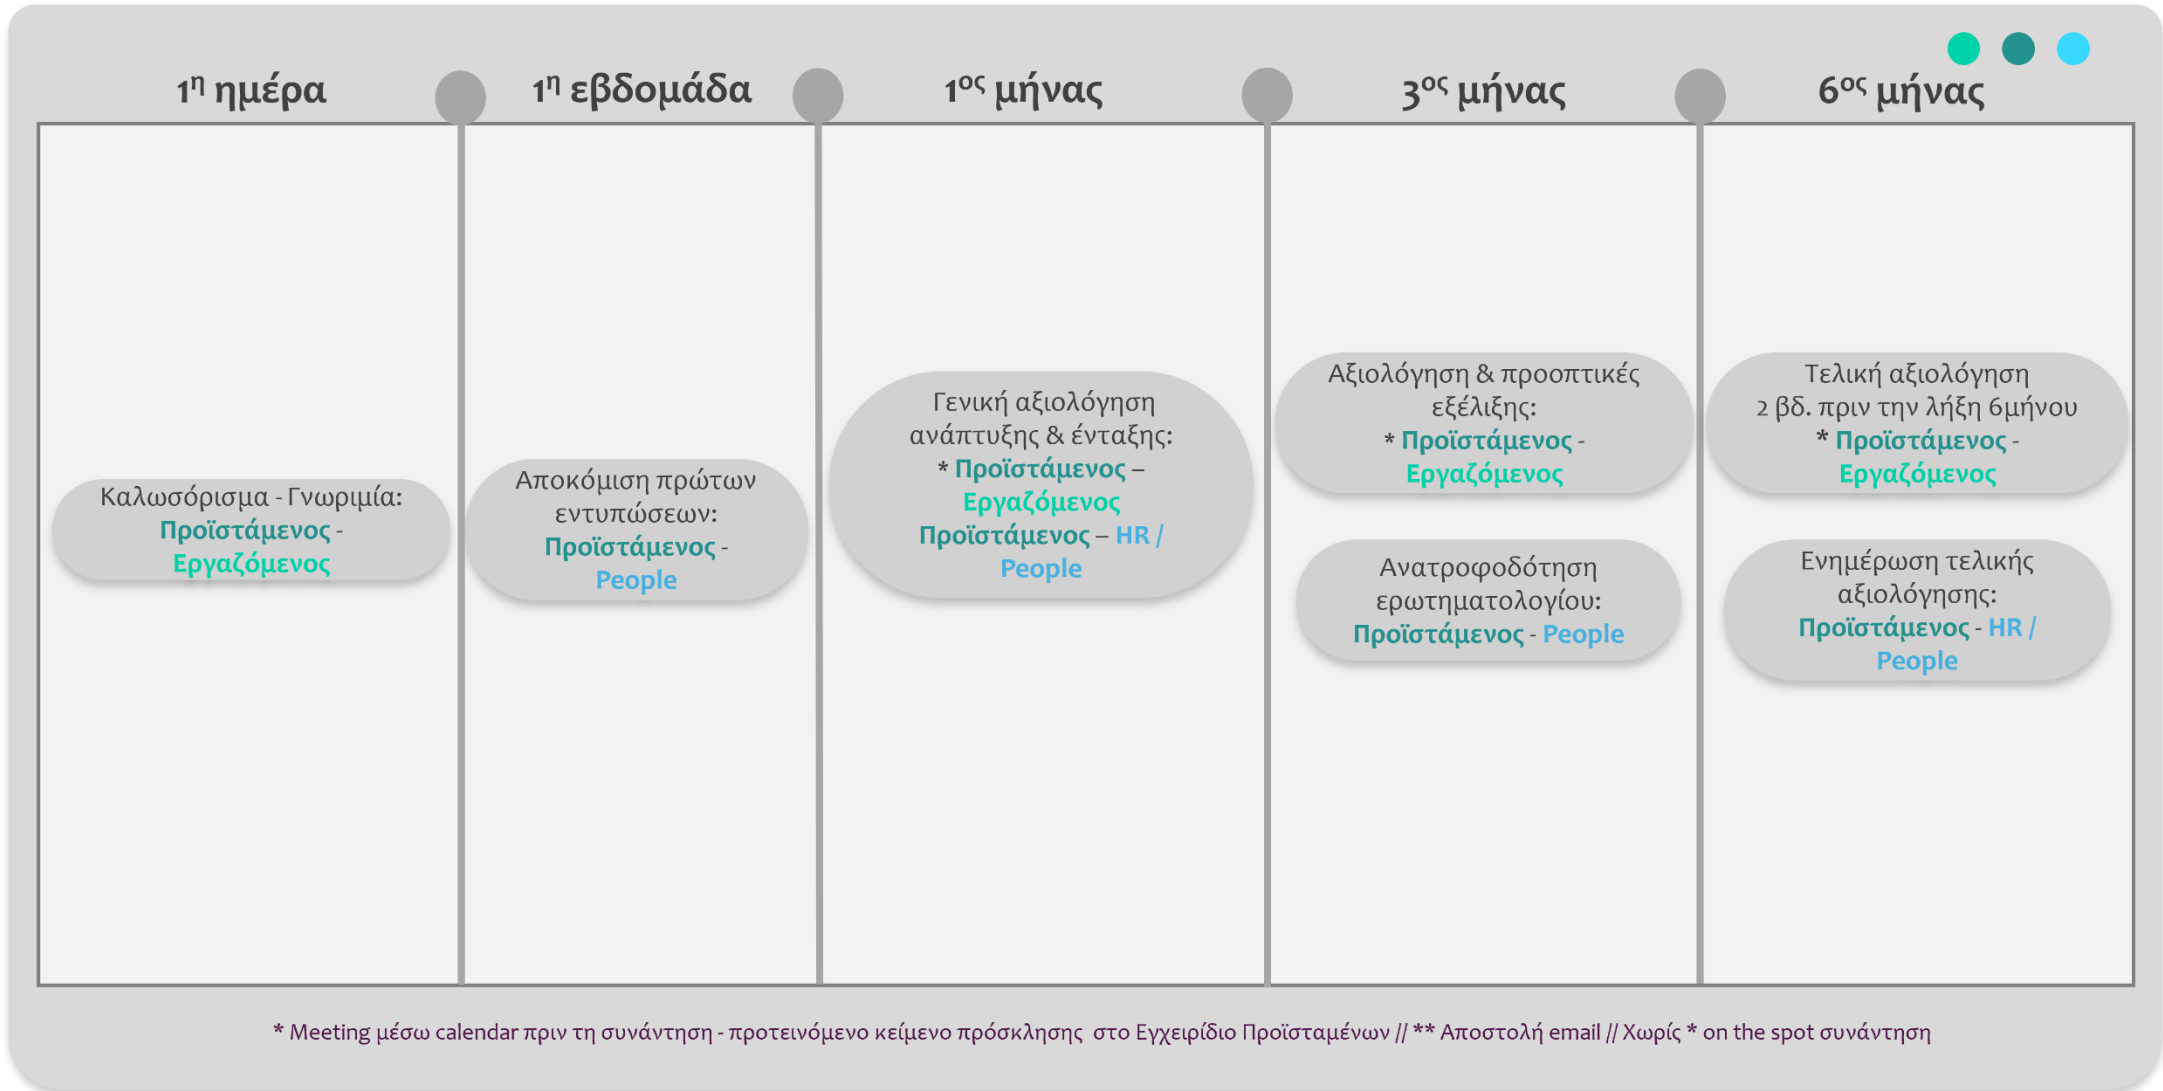 1η ημέρα
1η εβδομάδα
1ος μήνας
3ος μήνας
6ος μήνας
Καλωσόρισμα - Γνωριμία:
Προϊστάμενος -
Εργαζόμενος
Αποκόμιση πρώτων
εντυπώσεων:
Προϊστάμενος -
People
Γενική αξιολόγηση
ανάπτυξης & ένταξης:
* Προϊστάμενος –
Εργαζόμενος
Προϊστάμενος – HR /
People
Αξιολόγηση & προοπτικές
εξέλιξης:
* Προϊστάμενος -
Εργαζόμενος
Ανατροφοδότηση
ερωτηματολογίου:
Προϊστάμενος - People
Τελική αξιολόγηση
2 βδ. πριν την λήξη 6μήνου
* Προϊστάμενος -
Εργαζόμενος
Ενημέρωση τελικής
αξιολόγησης:
Προϊστάμενος - HR /
People
* Meeting μέσω calendar πριν τη συνάντηση - προτεινόμενο κείμενο πρόσκλησης στο Εγχειρίδιο Προϊσταμένων // ** Αποστολή email // Χωρίς * on the spot συνάντηση